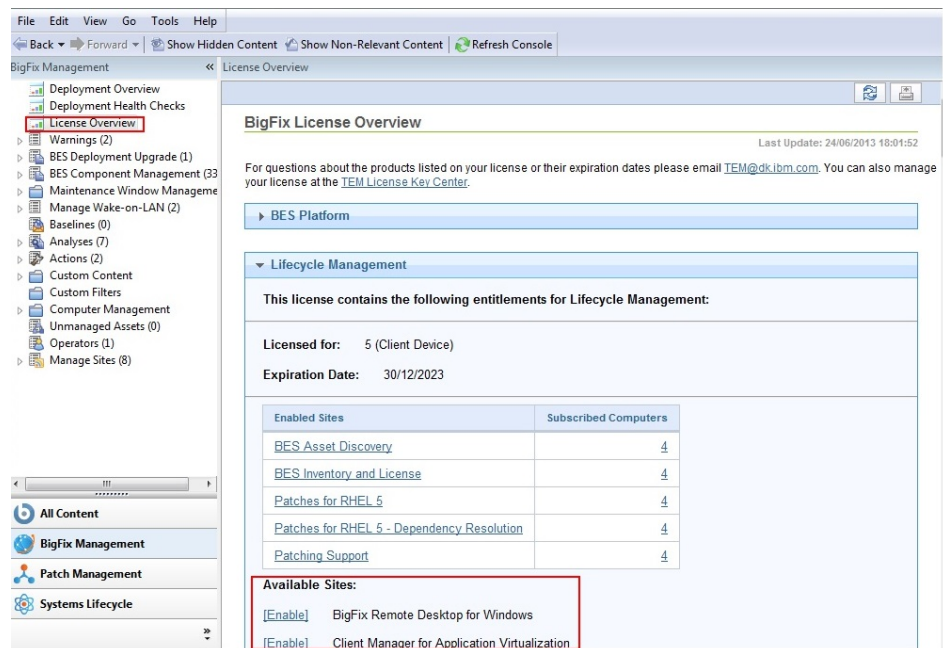 File Edit View Go Tools Help
Back Forward Show Hidden Content Show Non-Relevant Content Refresh Console
BigFix Management « License Overview
Deployment Overview
Deployment Health Checks
License Overview
Warnings (2)
BES Deployment Upgrade (1)
BES Component Management (33
Maintenance Window Manageme
Manage Wake-on-LAN (2)
Baselines (0)
Analyses (7)
Actions (2)
Custom Content
Custom Filters
Computer Management
Unmanaged Assets (0)
Operators (1)
Manage Sites (8)
All Content
BigFix Management
Patch Management
Systems Lifecycle
»
BigFix License Overview
Last Update: 24/06/2013 18:01:52
For questions about the products listed on your license or their expiration dates please email TEM@dk.ibm.com. You can also manage
your license at the TEM License Key Center.
BES Platform
Lifecycle Management
This license contains the following entitlements for Lifecycle Management:
Licensed for: 5 (Client Device)
Expiration Date: 30/12/2023
Enabled Sites Subscribed Computers
BES Asset Discovery 4
BES Inventory and License 4
Patches for RHEL 5 4
Patches for RHEL 5 - Dependency Resolution 4
Patching Support 4
Available Sites:
[Enable] BigFix Remote Desktop for Windows
[Enable] Client Manager for Application Virtualization